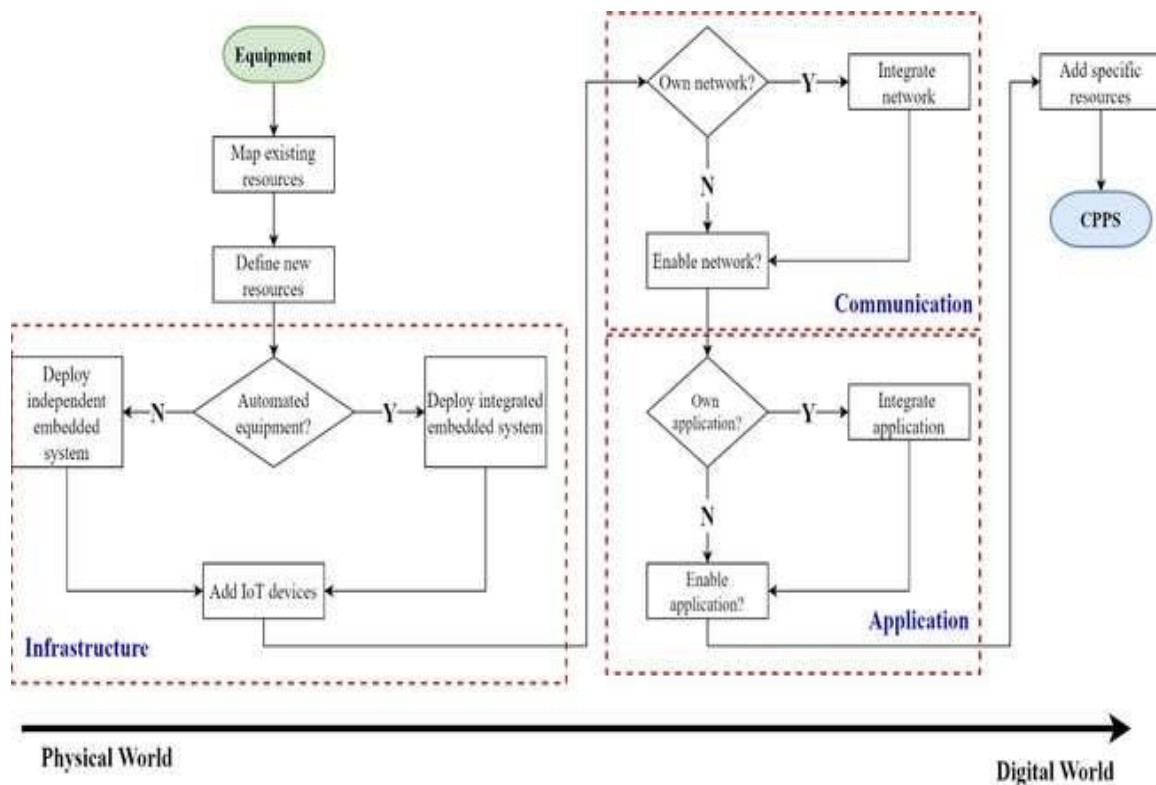 Equipment
Map existing
resources
Define new
resources
Automated
equipment?
N
Y
Deploy
independent
embedded
system
Deploy integrated
embedded system
Add IoT devices
Infrastructure
Own network?
Y
Integrate
network
N
Enable network?
Communication
Own
application?
Y
Integrate
application
N
Enable
application?
Application
Add specific
resources
CPPS
Physical World
Digital World